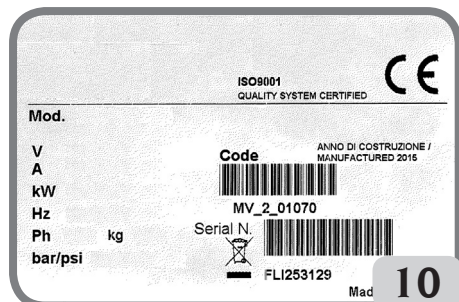 CE
ISO9001
QUALITY SYSTEM CERTIFIED
Mod.
V
A
kW
Hz
Ph kg
bar/psi
Code
ANNO DI COSTRUZIONE /
MANUFACTURED 2015
MV_2_01070
Serial N.
FLI253129
Mad
10